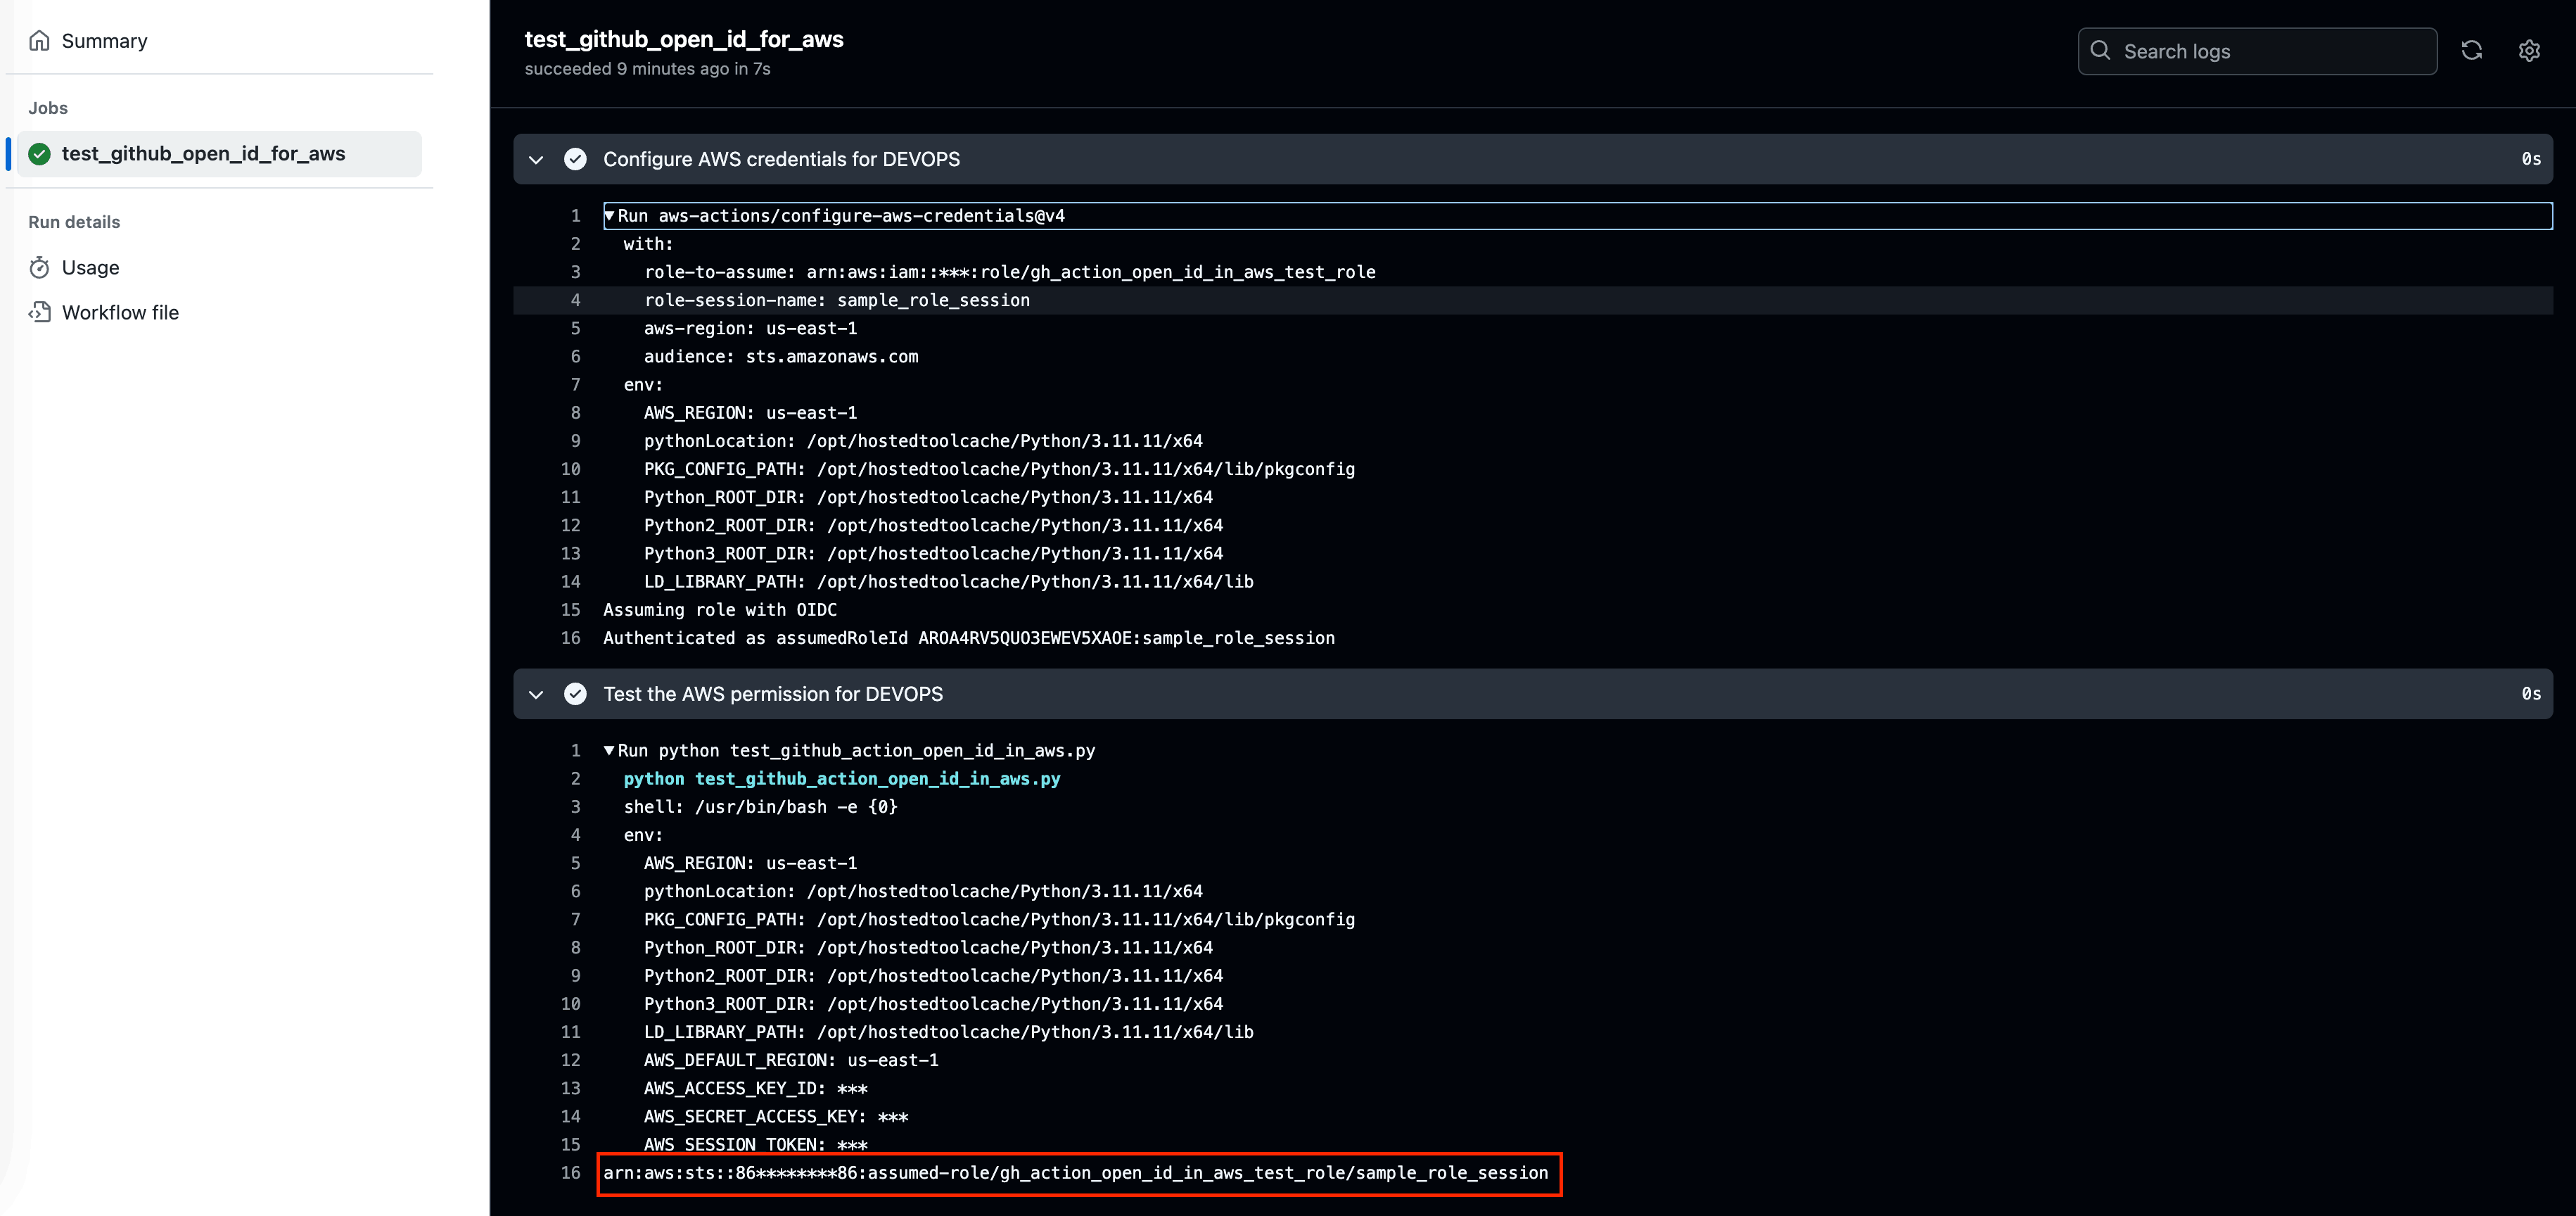 Summary
Jobs
test_github_open_id_for_aws
Run details
Usage
Workflow file
test_github_open_id_for_aws
succeeded 9 minutes ago in 7s
Search logs
Configure AWS credentials for DEVOPS 0s
1 ▼Run aws-actions/configure-aws-credentials@v4
2 with:
3 role-to-assume: arn:aws:iam::***:role/gh_action_open_id_in_aws_test_role
4 role-session-name: sample_role_session
5 aws-region: us-east-1
6 audience: sts.amazonaws.com
7 env:
8 AWS_REGION: us-east-1
9 pythonLocation: /opt/hostedtoolcache/Python/3.11.11/x64
10 PKG_CONFIG_PATH: /opt/hostedtoolcache/Python/3.11.11/x64/lib/pkgconfig
11 Python_ROOT_DIR: /opt/hostedtoolcache/Python/3.11.11/x64
12 Python2_ROOT_DIR: /opt/hostedtoolcache/Python/3.11.11/x64
13 Python3_ROOT_DIR: /opt/hostedtoolcache/Python/3.11.11/x64
14 LD_LIBRARY_PATH: /opt/hostedtoolcache/Python/3.11.11/x64/lib
15 Assuming role with OIDC
16 Authenticated as assumedRoleId AROA4RV5QUO3EWEV5XAOE:sample_role_session
Test the AWS permission for DEVOPS 0s
1 ▼Run python test_github_action_open_id_in_aws.py
2 python test_github_action_open_id_in_aws.py
3 shell: /usr/bin/bash -e {0}
4 env:
5 AWS_REGION: us-east-1
6 pythonLocation: /opt/hostedtoolcache/Python/3.11.11/x64
7 PKG_CONFIG_PATH: /opt/hostedtoolcache/Python/3.11.11/x64/lib/pkgconfig
8 Python_ROOT_DIR: /opt/hostedtoolcache/Python/3.11.11/x64
9 Python2_ROOT_DIR: /opt/hostedtoolcache/Python/3.11.11/x64
10 Python3_ROOT_DIR: /opt/hostedtoolcache/Python/3.11.11/x64
11 LD_LIBRARY_PATH: /opt/hostedtoolcache/Python/3.11.11/x64/lib
12 AWS_DEFAULT_REGION: us-east-1
13 AWS_ACCESS_KEY_ID: ***
14 AWS_SECRET_ACCESS_KEY: ***
15 AWS_SESSION_TOKEN: ***
16 arn:aws:sts::86********86:assumed-role/gh_action_open_id_in_aws_test_role/sample_role_session